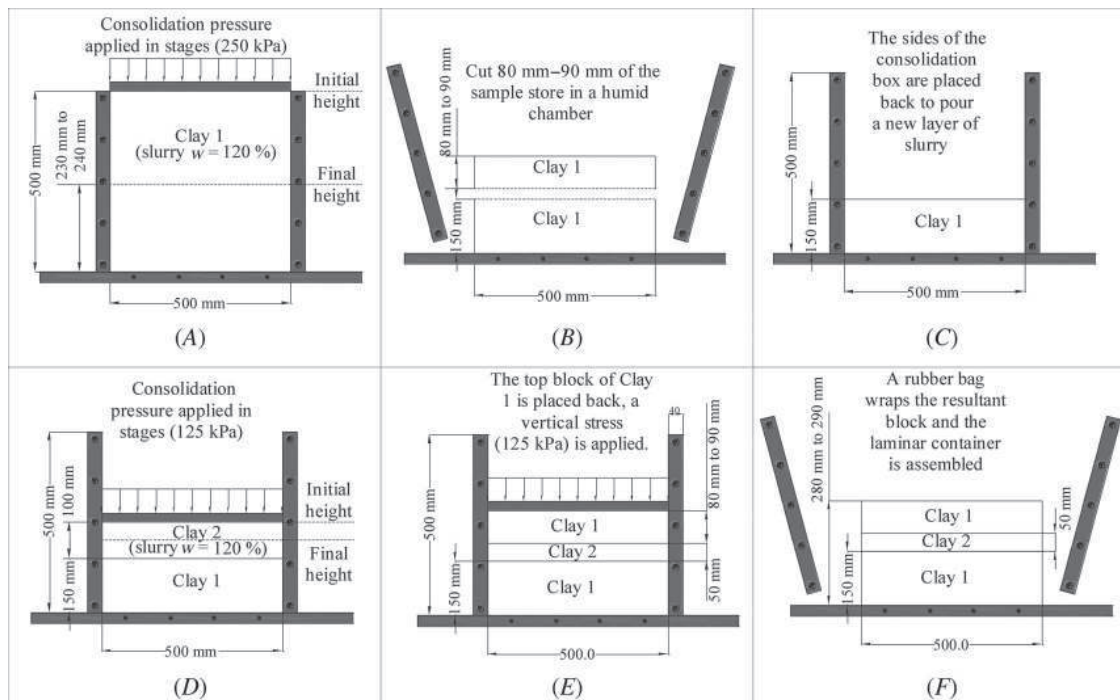 Consolidation pressure
applied in stages (250 kPa)
Initial
height
Clay 1
(slurry w = 120 %)
230 mm to
240 mm
500 mm
Final
height
500 mm
(A)
Cut 80 mm–90 mm of the
sample store in a humid
chamber
80 mm to 90 mm
Clay 1
Clay 1
150 mm
500 mm
(B)
The sides of the
consolidation
box are placed
back to pour
a new layer of
slurry
500 mm
150 mm
Clay 1
500 mm
(C)
Consolidation
pressure applied in
stages (125 kPa)
500 mm
100 mm
Initial
height
Clay 2
(slurry w = 120 %)
Final
height
150 mm
Clay 1
500 mm
(D)
The top block of Clay
1 is placed back, a
vertical stress
(125 kPa) is applied.
40
80 mm to 90 mm
500 mm
Clay 1
Clay 2
Clay 1
150 mm
50 mm
500.0
(E)
A rubber bag
wraps the resultant
block and the
laminar container
is assembled
280 mm to 290 mm
50 mm
Clay 1
Clay 2
Clay 1
150 mm
500.0
(F)